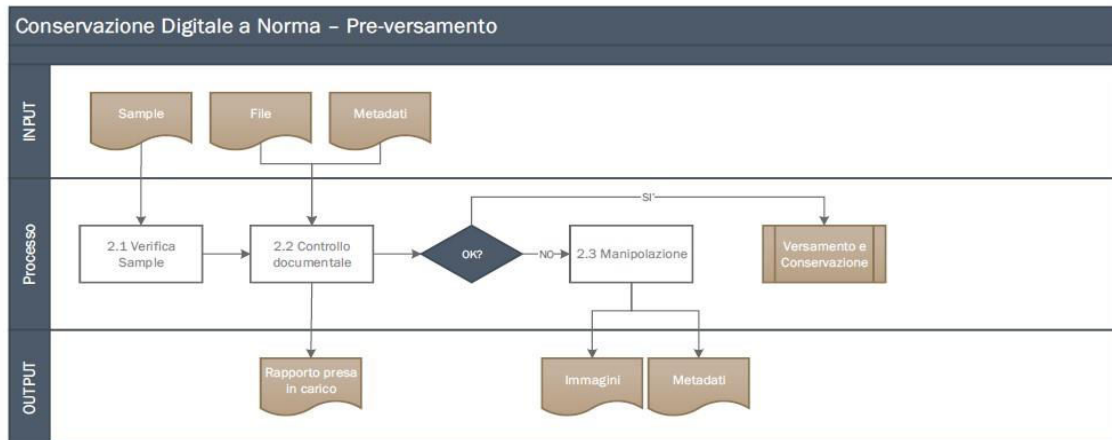 Conservazione Digitale a Norma – Pre-versamento
INPUT
Sample
File
Metadati
Processo
2.1 Verifica
Sample
2.2 Controllo
documentale
OK?
SI'
NO
2.3 Manipolazione
Versamento e
Conservazione
OUTPUT
Rapporto presa
in carico
Immagini
Metadati